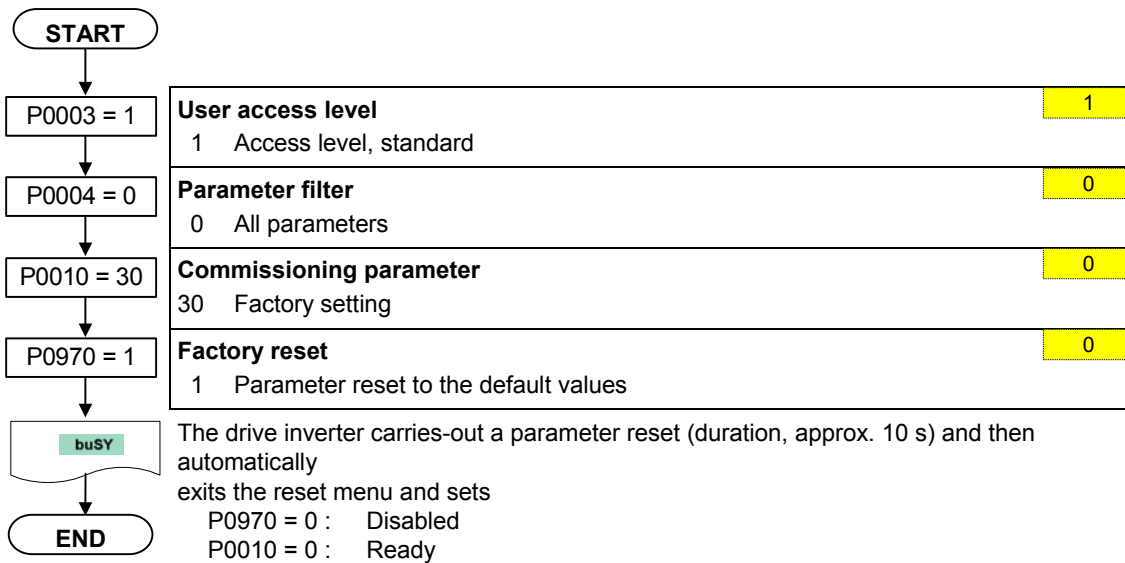 START
P0003 = 1
User access level
1
1 Access level, standard
P0004 = 0
Parameter filter
0
0 All parameters
P0010 = 30
Commissioning parameter
0
30 Factory setting
P0970 = 1
Factory reset
0
1 Parameter reset to the default values
buSY
The drive inverter carries-out a parameter reset (duration, approx. 10 s) and then
automatically
exits the reset menu and sets
P0970 = 0 : Disabled
END
P0010 = 0 : Ready